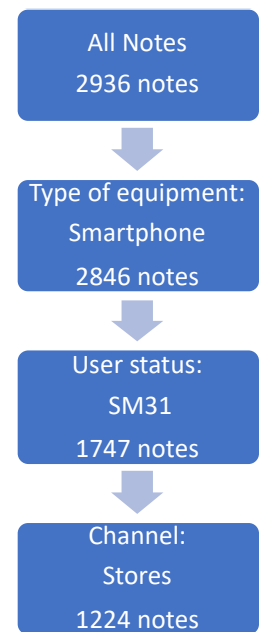 All Notes
2936 notes
Type of equipment:
Smartphone
2846 notes
User status:
SM31
1747 notes
Channel:
Stores
1224 notes